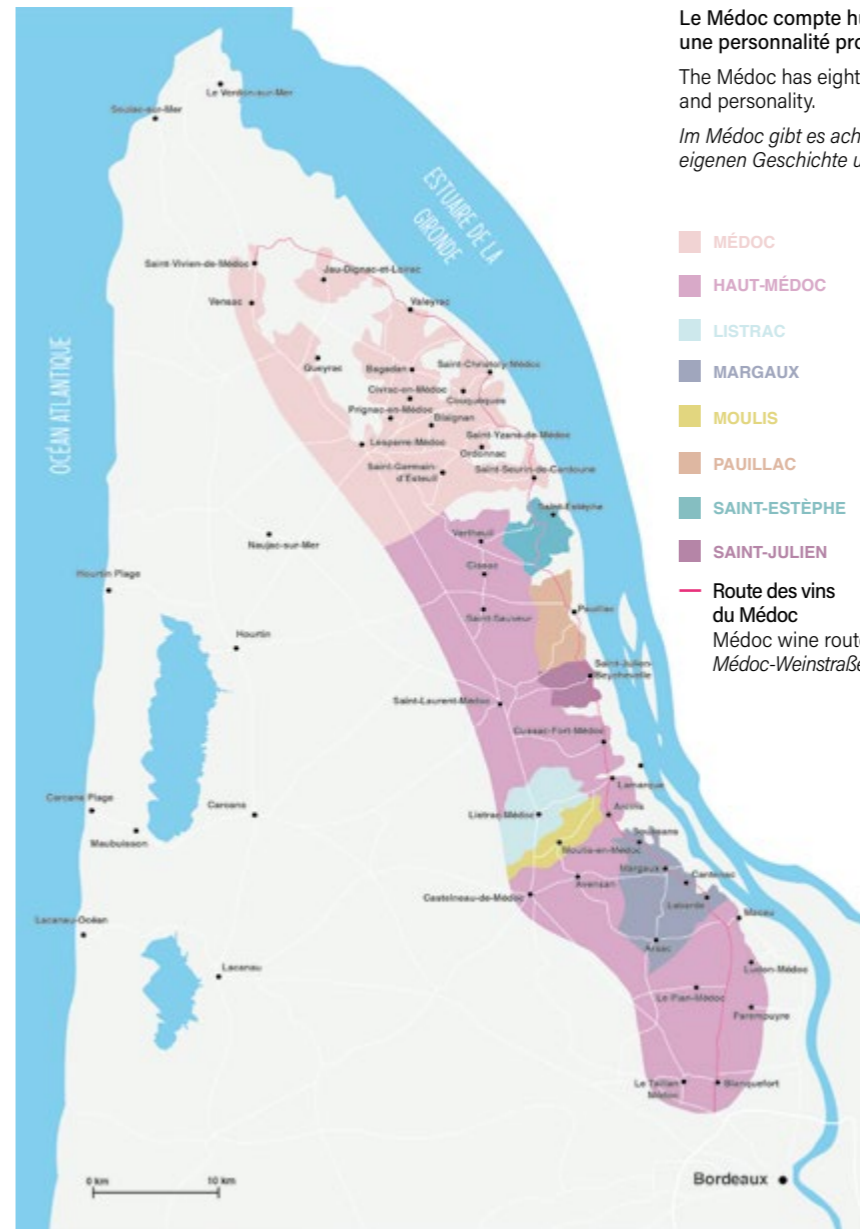 Le Médoc compte hu
une personnalité pro
The Médoc has eight
and personality.
Im Médoc gibt es ach
eigenen Geschichte u
MÉDOC
HAUT-MÉDOC
LISTRAC
MARGAUX
MOULIS
PAUILLAC
SAINT-ESTÈPHE
SAINT-JULIEN
Route des vins
du Médoc
Médoc wine route
Médoc-Weinstraße
OCÉAN ATLANTIQUE
ESTUAIRE DE LA
GIRONDE
Le Verdon-sur-Mer
Soulac-sur-Mer
Saint-Vivien-de-Médoc
Jau-Dignac-et-Loirac
Vensac
Valeyrac
Queyrac
Begadan
Saint-Christoly-Médoc
Civrac-en-Médoc
Couquèques
Prignac-en-Médoc
Blaignan
Lesparre-Médoc
Saint-Yzans-de-Médoc
Ordonnac
Saint-Germain
d'Esteuil
Saint-Seurin-de-Cardoune
Saint-Estèphe
Vertheuil
Naujac-sur-Mer
Cissac
Hourtin Plage
Saint-Sauveur
Pauillac
Hourtin
Saint-Julien-
Beychevelle
Saint-Laurent-Médoc
Cussac-Fort-Médoc
Lamarque
Carcans Plage
Carcans
Listrac-Médoc
Arcins
Maubuisson
Soussans
Moulis-en-Médoc
Margaux
Cantenac
Avensan
Castelnau-de-Médoc
Labarde
Macau
Lacanau-Océan
Arsac
Ludon-Médoc
Lacanau
Le Pian-Médoc
Parempuyre
Le Taillan
Médoc
Blanquefort
Bordeaux
0 km
10 km